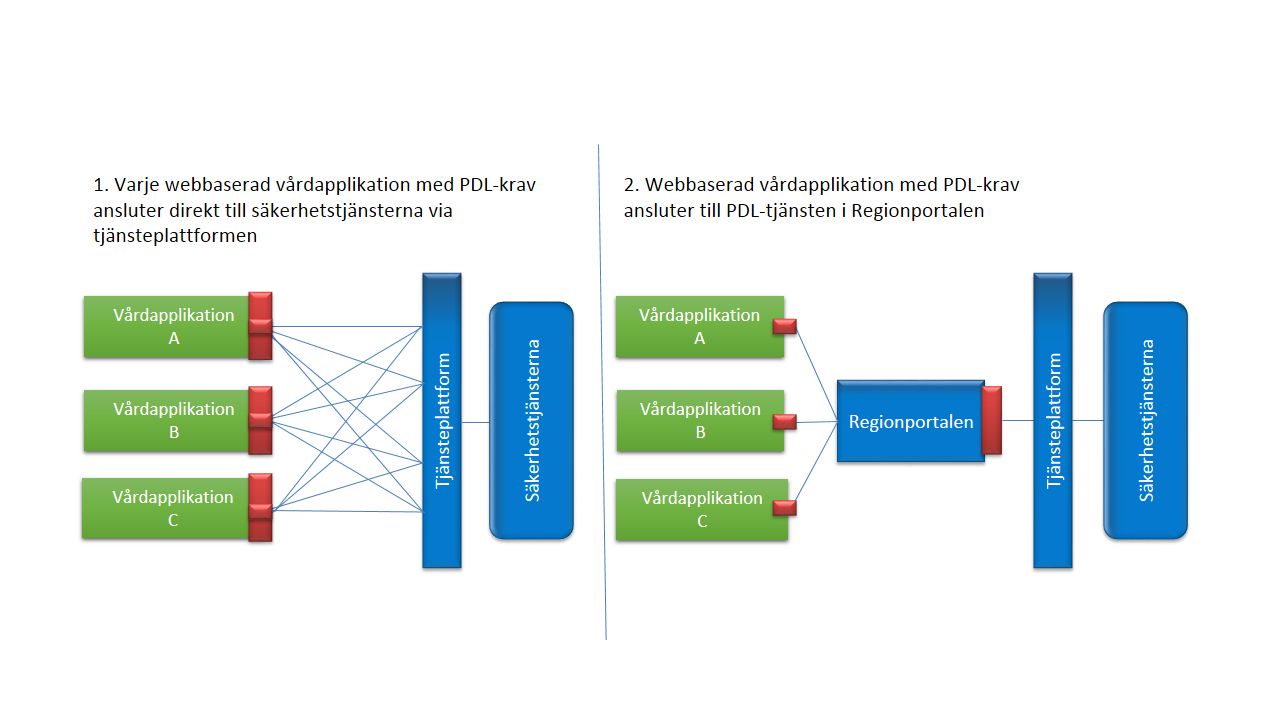 1. Varje webbaserad vårdapplikation med PDL-krav
ansluter direkt till säkerhetstjänsterna via
tjänsteplattformen
Vårdapplikation
A
Vårdapplikation
B
Vårdapplikation
C
Tjänsteplattform
Säkerhetstjänsterna
2. Webbaserad vårdapplikation med PDL-krav
ansluter till PDL-tjänsten i Regionportalen
Vårdapplikation
A
Vårdapplikation
B
Vårdapplikation
C
Regionportalen
Tjänsteplattform
Säkerhetstjänsterna